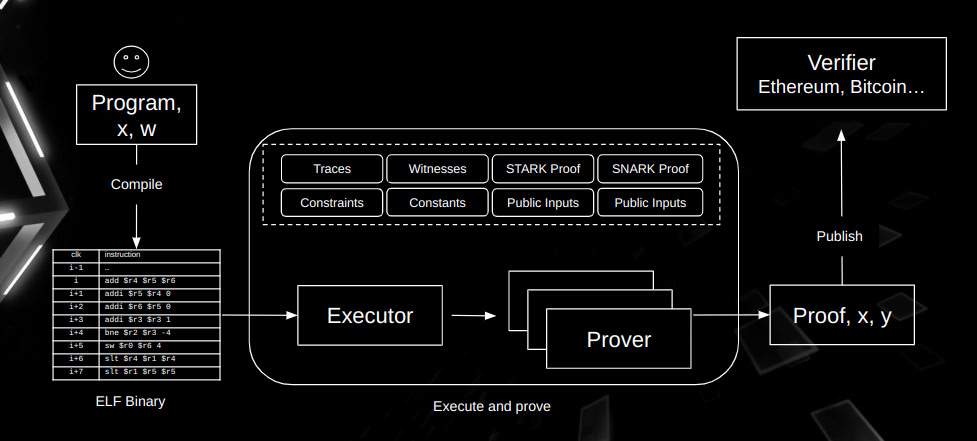 Program,
x, w
Compile
clk instruction
i-1 ..
i add $r4 $r5 $r6
i+1 addi $r5 $r4 0
i+2 addi $r6 $r5 0
i+3 addi $r3 $r3 1
i+4 bne $r2 $r3 -4
i+5 sw $r0 $r6 4
i+6 slt $r4 $r1 $r4
i+7 slt $r1 $r5 $r5
ELF Binary
Traces Witnesses STARK Proof SNARK Proof
Constraints Constants Public Inputs Public Inputs
Executor
Prover
Execute and prove
Verifier
Ethereum, Bitcoin…
Publish
Proof, x, y